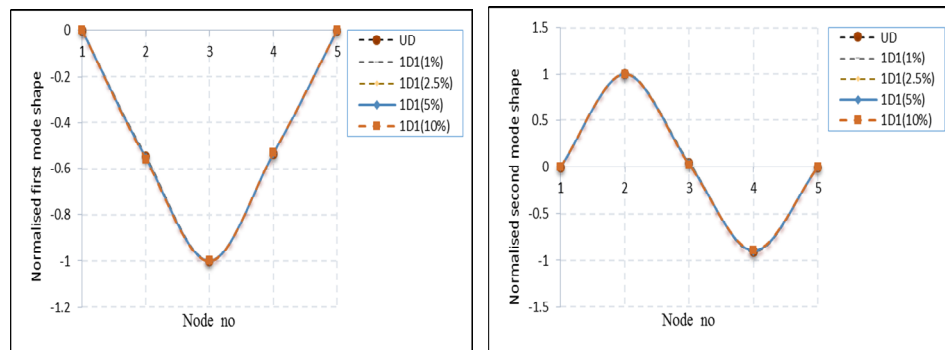 Normalised first mode shape
0
-0.2
-0.4
-0.6
-0.8
-1
-1.2
1 2 3 4 5
Node no
UD
1D1(1%)
1D1(2.5%)
1D1(5%)
1D1(10%)
Normalised second mode shape
1.5
1
0.5
0
-0.5
-1
-1.5
1 2 3 4 5
Node no
UD
1D1(1%)
1D1(2.5%)
1D1(5%)
1D1(10%)